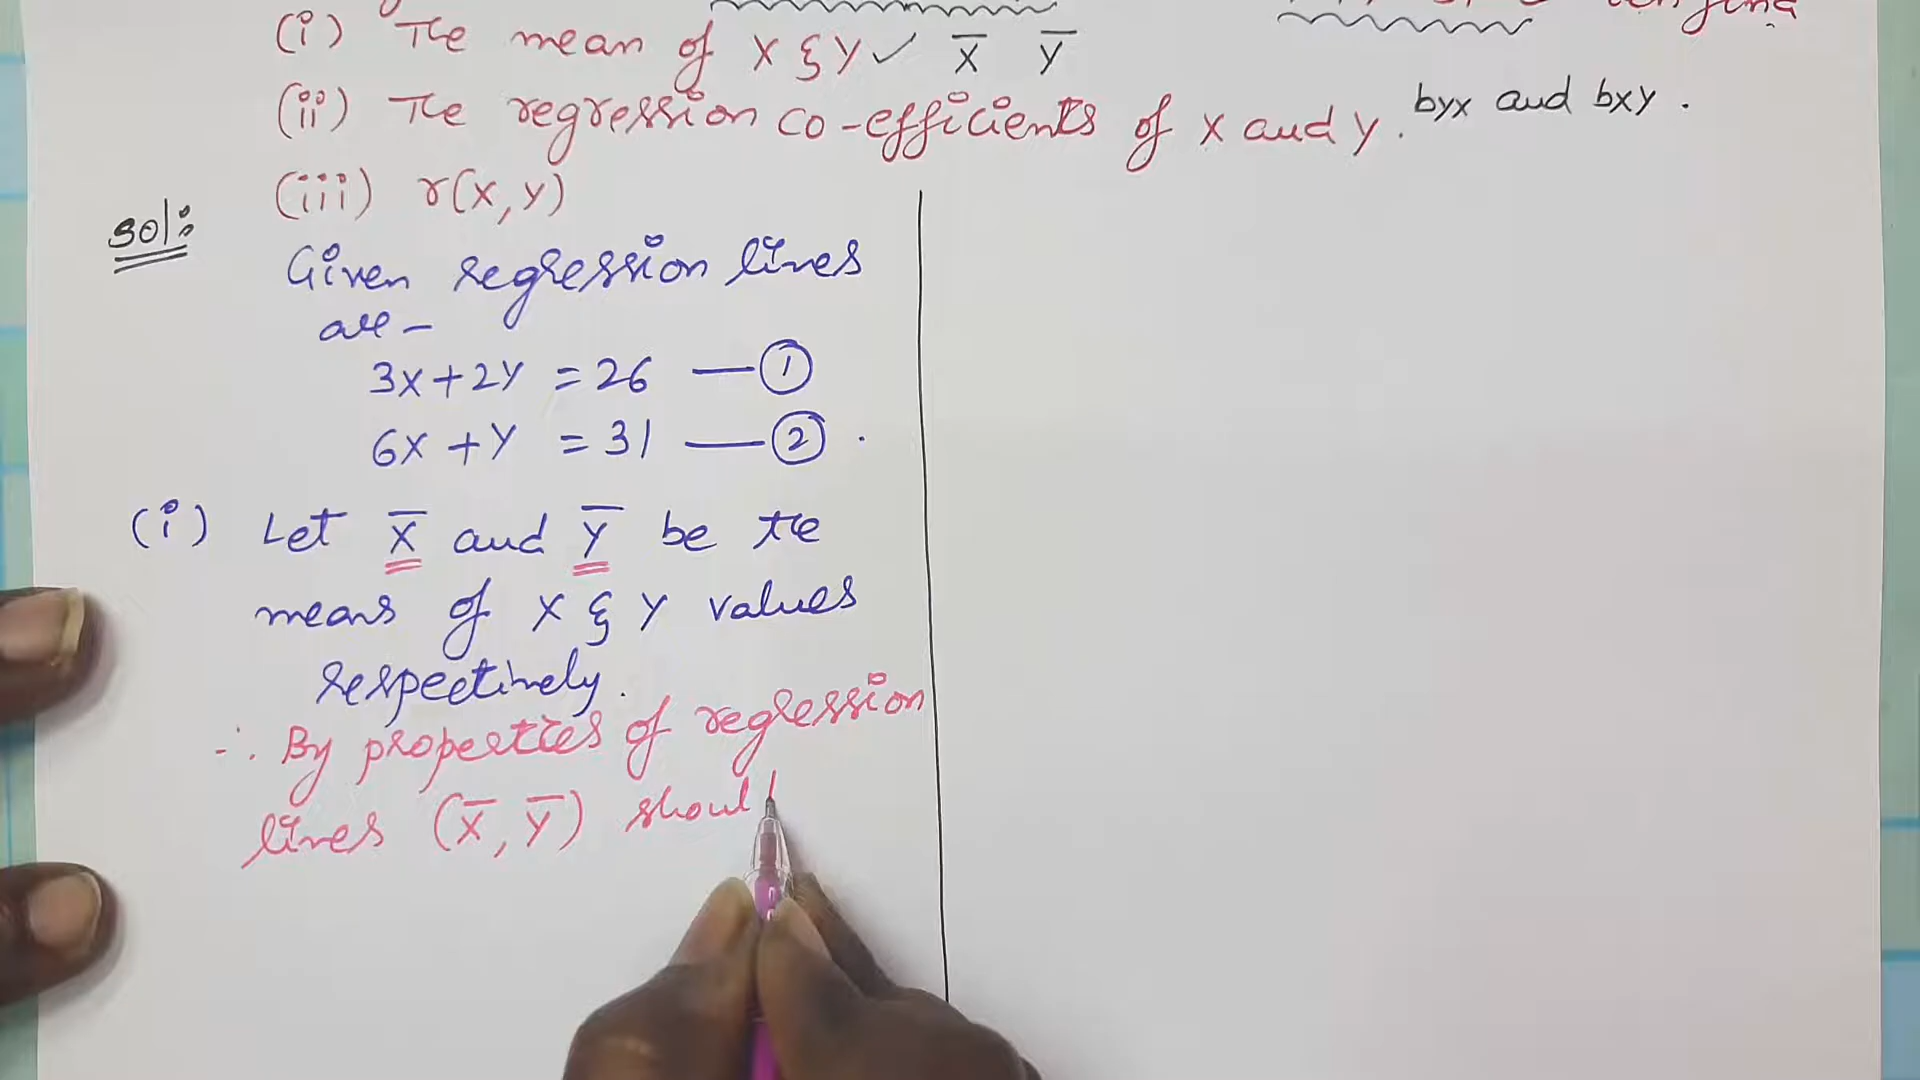 (i) The mean of X & Y ✓ X̅ Y̅
(ii) The regression co-efficients of X and Y. byx and bxy.
(iii) r(X, Y)
Sol:
Given regression lines
are -
3X + 2Y = 26 — ①
6X + Y = 31 — ② .
(i) Let X̅ and Y̅ be the
means of X & Y values
respectively.
∴ By properties of regression
lines (X̅, Y̅) shoul